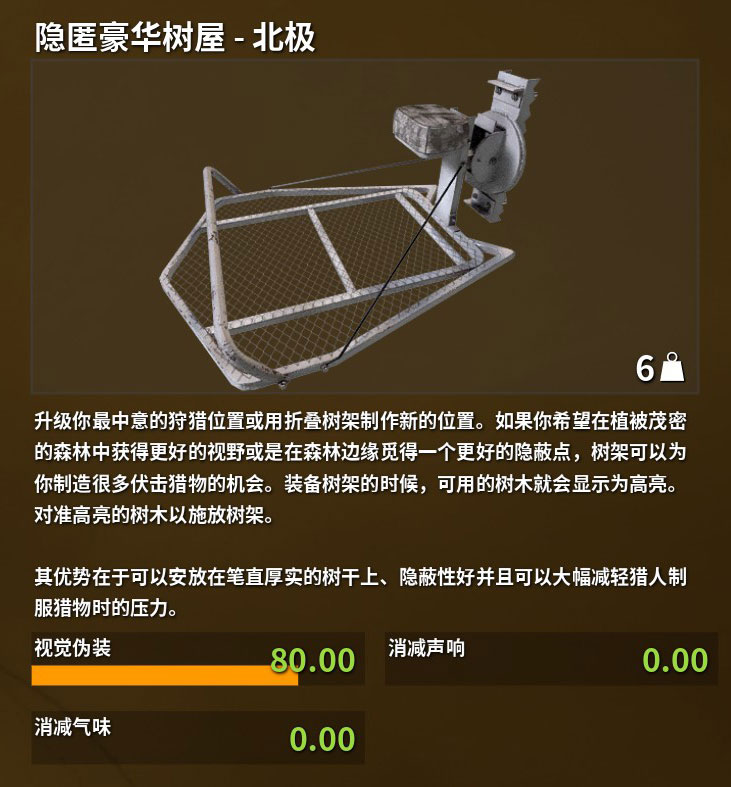 隐匿豪华树屋 - 北极
6
升级你最中意的狩猎位置或用折叠树架制作新的位置。如果你希望在植被茂密
的森林中获得更好的视野或是在森林边缘觅得一个更好的隐蔽点，树架可以为
你制造很多伏击猎物的机会。装备树架的时候，可用的树木就会显示为高亮。
对准高亮的树木以施放树架。
其优势在于可以安放在笔直厚实的树干上、隐蔽性好并且可以大幅减轻猎人制
服猎物时的压力。
视觉伪装
80.00
消减声响
0.00
消减气味
0.00